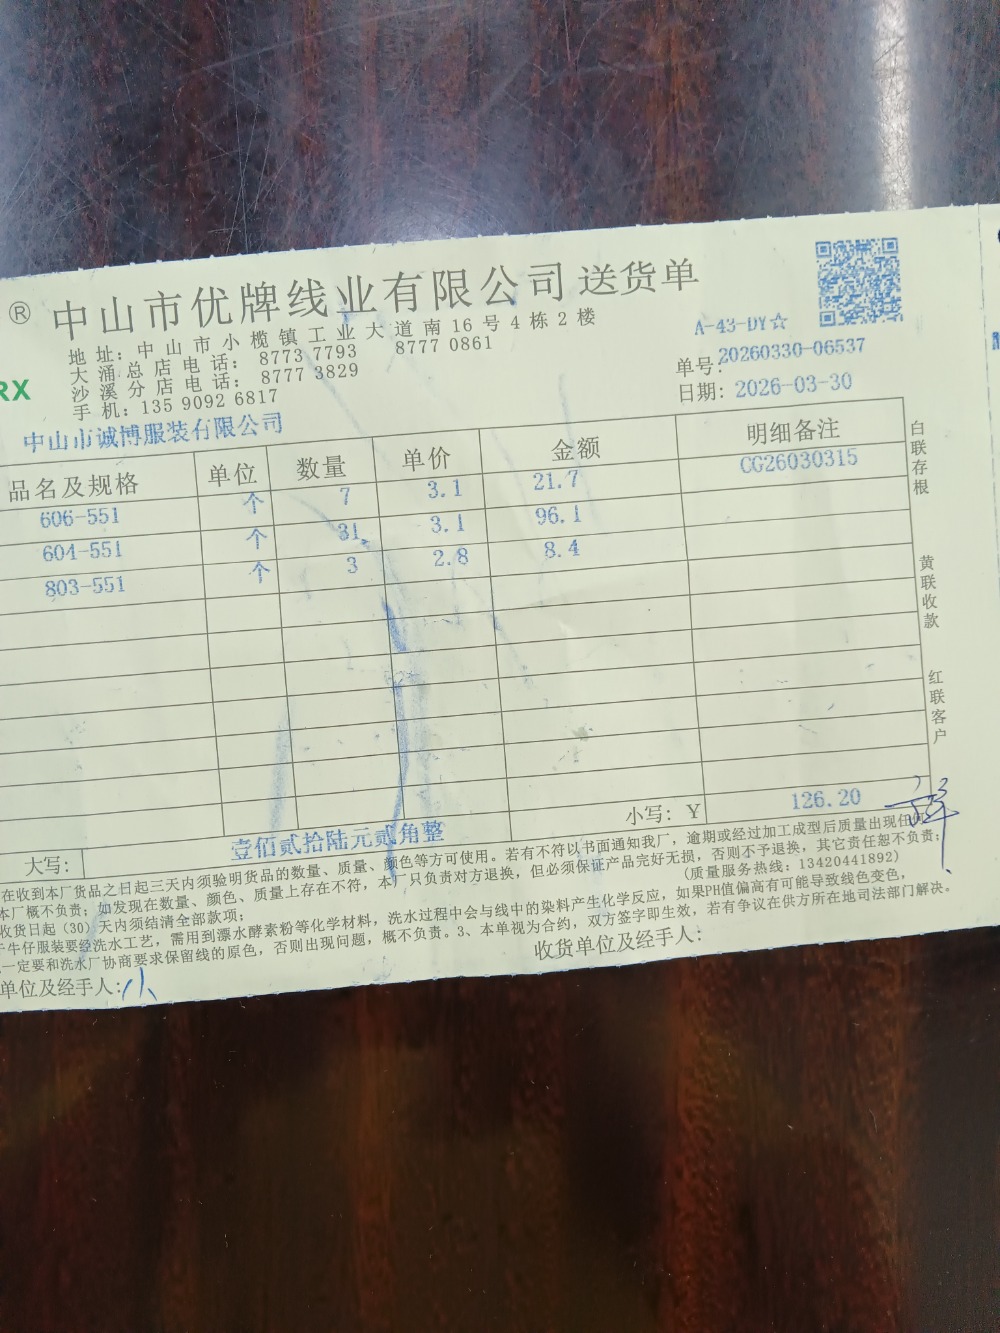 ® 中山市优牌线业有限公司 送货单
地址：中山市小榄镇工业大道南16号4栋2楼
大涌总店电话：8773 7793 8777 0861
沙溪分店电话：8777 3829
手机：135 9092 6817
RX
A-43-DY☆
单号：20260330-06537
日期：2026-03-30
中山市诚博服装有限公司
品名及规格 单位 数量 单价 金额 明细备注
606-551 个 7 3.1 21.7 CG26030315
604-551 个 31 3.1 96.1
803-551 个 3 2.8 8.4
白联存根
黄联收款
红联客户
大写：壹佰贰拾陆元贰角整 小写：Y 126.20
在收到本厂货品之日起三天内须验明货品的数量、质量、颜色等方可使用。若有不符以书面通知我厂，逾期或经过加工成型后质量出现任何
本厂概不负责；如发现在数量、颜色、质量上存在不符，本厂只负责对方退换，但必须保证产品完好无损，否则不予退换，其它责任恕不负责；
收货日起（30）天内须结清全部款项； (质量服务热线：13420441892)
牛仔服装要经洗水工艺，需用到漂水酵素粉等化学材料，洗水过程中会与线中的染料产生化学反应，如果PH值偏高有可能导致线色变色，
一定要和洗水厂协商要求保留线的原色，否则出现问题，概不负责。3、本单视为合约，双方签字即生效，若有争议在供方所在地司法部门解决。
单位及经手人：小 收货单位及经手人：